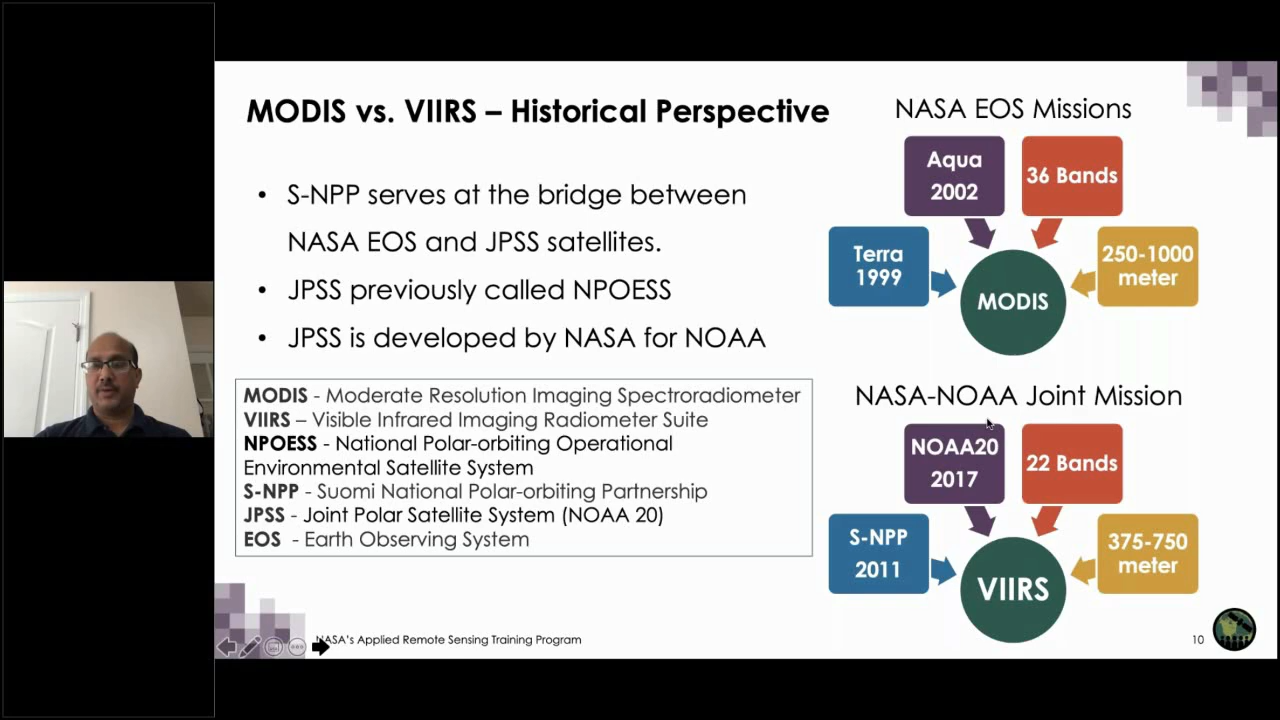 MODIS vs. VIIRS – Historical Perspective
• S-NPP serves at the bridge between
NASA EOS and JPSS satellites.
• JPSS previously called NPOESS
• JPSS is developed by NASA for NOAA
MODIS - Moderate Resolution Imaging Spectroradiometer
VIIRS – Visible Infrared Imaging Radiometer Suite
NPOESS - National Polar-orbiting Operational
Environmental Satellite System
S-NPP - Suomi National Polar-orbiting Partnership
JPSS - Joint Polar Satellite System (NOAA 20)
EOS - Earth Observing System
NASA EOS Missions
Terra
1999
Aqua
2002
36 Bands
250-1000
meter
MODIS
NASA-NOAA Joint Mission
S-NPP
2011
NOAA20
2017
22 Bands
375-750
meter
VIIRS
NASA's Applied Remote Sensing Training Program
10